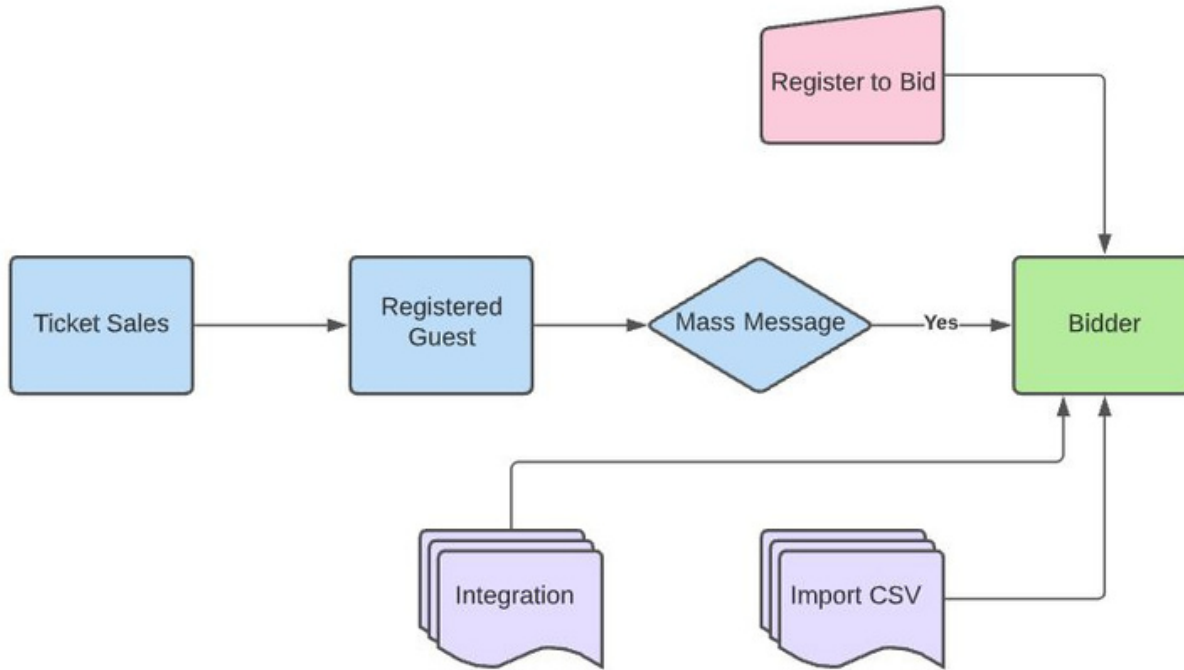 Register to Bid
Ticket Sales
Registered
Guest
Mass Message
Yes
Bidder
Integration
Import CSV